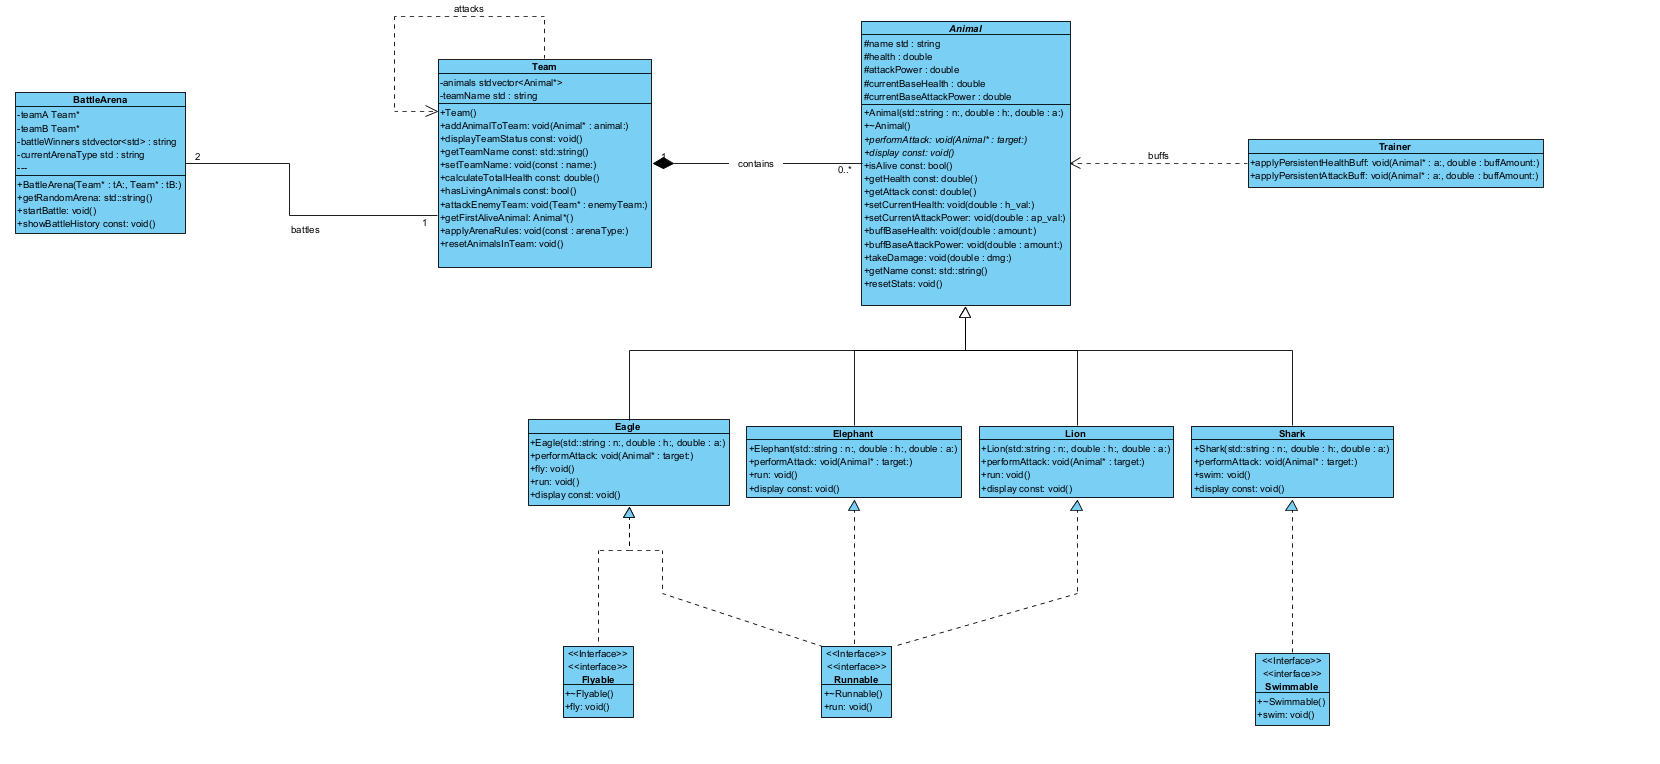 attacks
BattleArena
-teamA Team*
-teamB Team*
-battleWinners stdvector<std> : string
-currentArenaType std : string
---
+BattleArena(Team* : tA:, Team* : tB:)
+getRandomArena: std::string()
+startBattle: void()
+showBattleHistory const: void()
2
battles
1
Team
-animals stdvector<Animal*>
-teamName std : string
+Team()
+addAnimalToTeam: void(Animal* : animal:)
+displayTeamStatus const: void()
+getTeamName const: std::string()
+setTeamName: void(const : name:)
+calculateTotalHealth const: double()
+hasLivingAnimals const: bool()
+attackEnemyTeam: void(Team* : enemyTeam:)
+getFirstAliveAnimal: Animal*()
+applyArenaRules: void(const : arenaType:)
+resetAnimalsInTeam: void()
1
contains
0..*
Animal
#name std : string
#health : double
#attackPower : double
#currentBaseHealth : double
#currentBaseAttackPower : double
+Animal(std::string : n:, double : h:, double : a:)
+~Animal()
+performAttack: void(Animal* : target:)
+display const: void()
+isAlive const: bool()
+getHealth const: double()
+getAttack const: double()
+setCurrentHealth: void(double : h_val:)
+setCurrentAttackPower: void(double : ap_val:)
+buffBaseHealth: void(double : amount:)
+buffBaseAttackPower: void(double : amount:)
+takeDamage: void(double : dmg:)
+getName const: std::string()
+resetStats: void()
buffs
Trainer
+applyPersistentHealthBuff: void(Animal* : a:, double : buffAmount:)
+applyPersistentAttackBuff: void(Animal* : a:, double : buffAmount:)
Eagle
+Eagle(std::string : n:, double : h:, double : a:)
+performAttack: void(Animal* : target:)
+fly: void()
+run: void()
+display const: void()
Elephant
+Elephant(std::string : n:, double : h:, double : a:)
+performAttack: void(Animal* : target:)
+run: void()
+display const: void()
Lion
+Lion(std::string : n:, double : h:, double : a:)
+performAttack: void(Animal* : target:)
+run: void()
+display const: void()
Shark
+Shark(std::string : n:, double : h:, double : a:)
+performAttack: void(Animal* : target:)
+swim: void()
+display const: void()
<<Interface>>
<<interface>>
Flyable
+~Flyable()
+fly: void()
<<Interface>>
<<interface>>
Runnable
+~Runnable()
+run: void()
<<Interface>>
<<interface>>
Swimmable
+~Swimmable()
+swim: void()